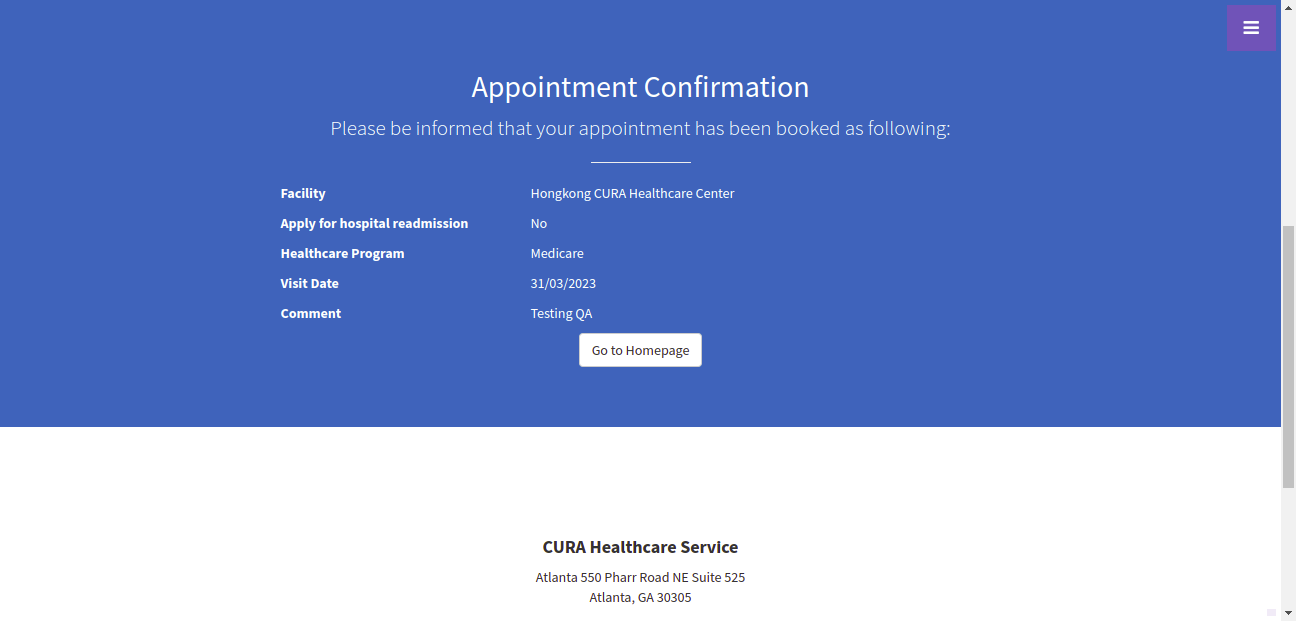 Appointment Confirmation
Please be informed that your appointment has been booked as following:
Facility Hongkong CURA Healthcare Center
Apply for hospital readmission No
Healthcare Program Medicare
Visit Date 31/03/2023
Comment Testing QA
Go to Homepage
CURA Healthcare Service
Atlanta 550 Pharr Road NE Suite 525
Atlanta, GA 30305